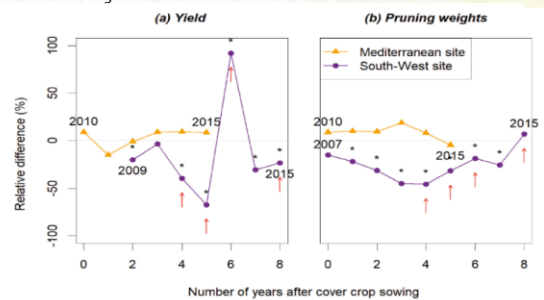 (a) Yield
(b) Pruning weights
Relative difference (%)
100
50
0
-50
-100
2010
2009
2015
2015
* * * * * *
0 2 4 6 8
Mediterranean site
South-West site
2010
2007
2015
2015
* * * * * * *
0 2 4 6 8
Number of years after cover crop sowing